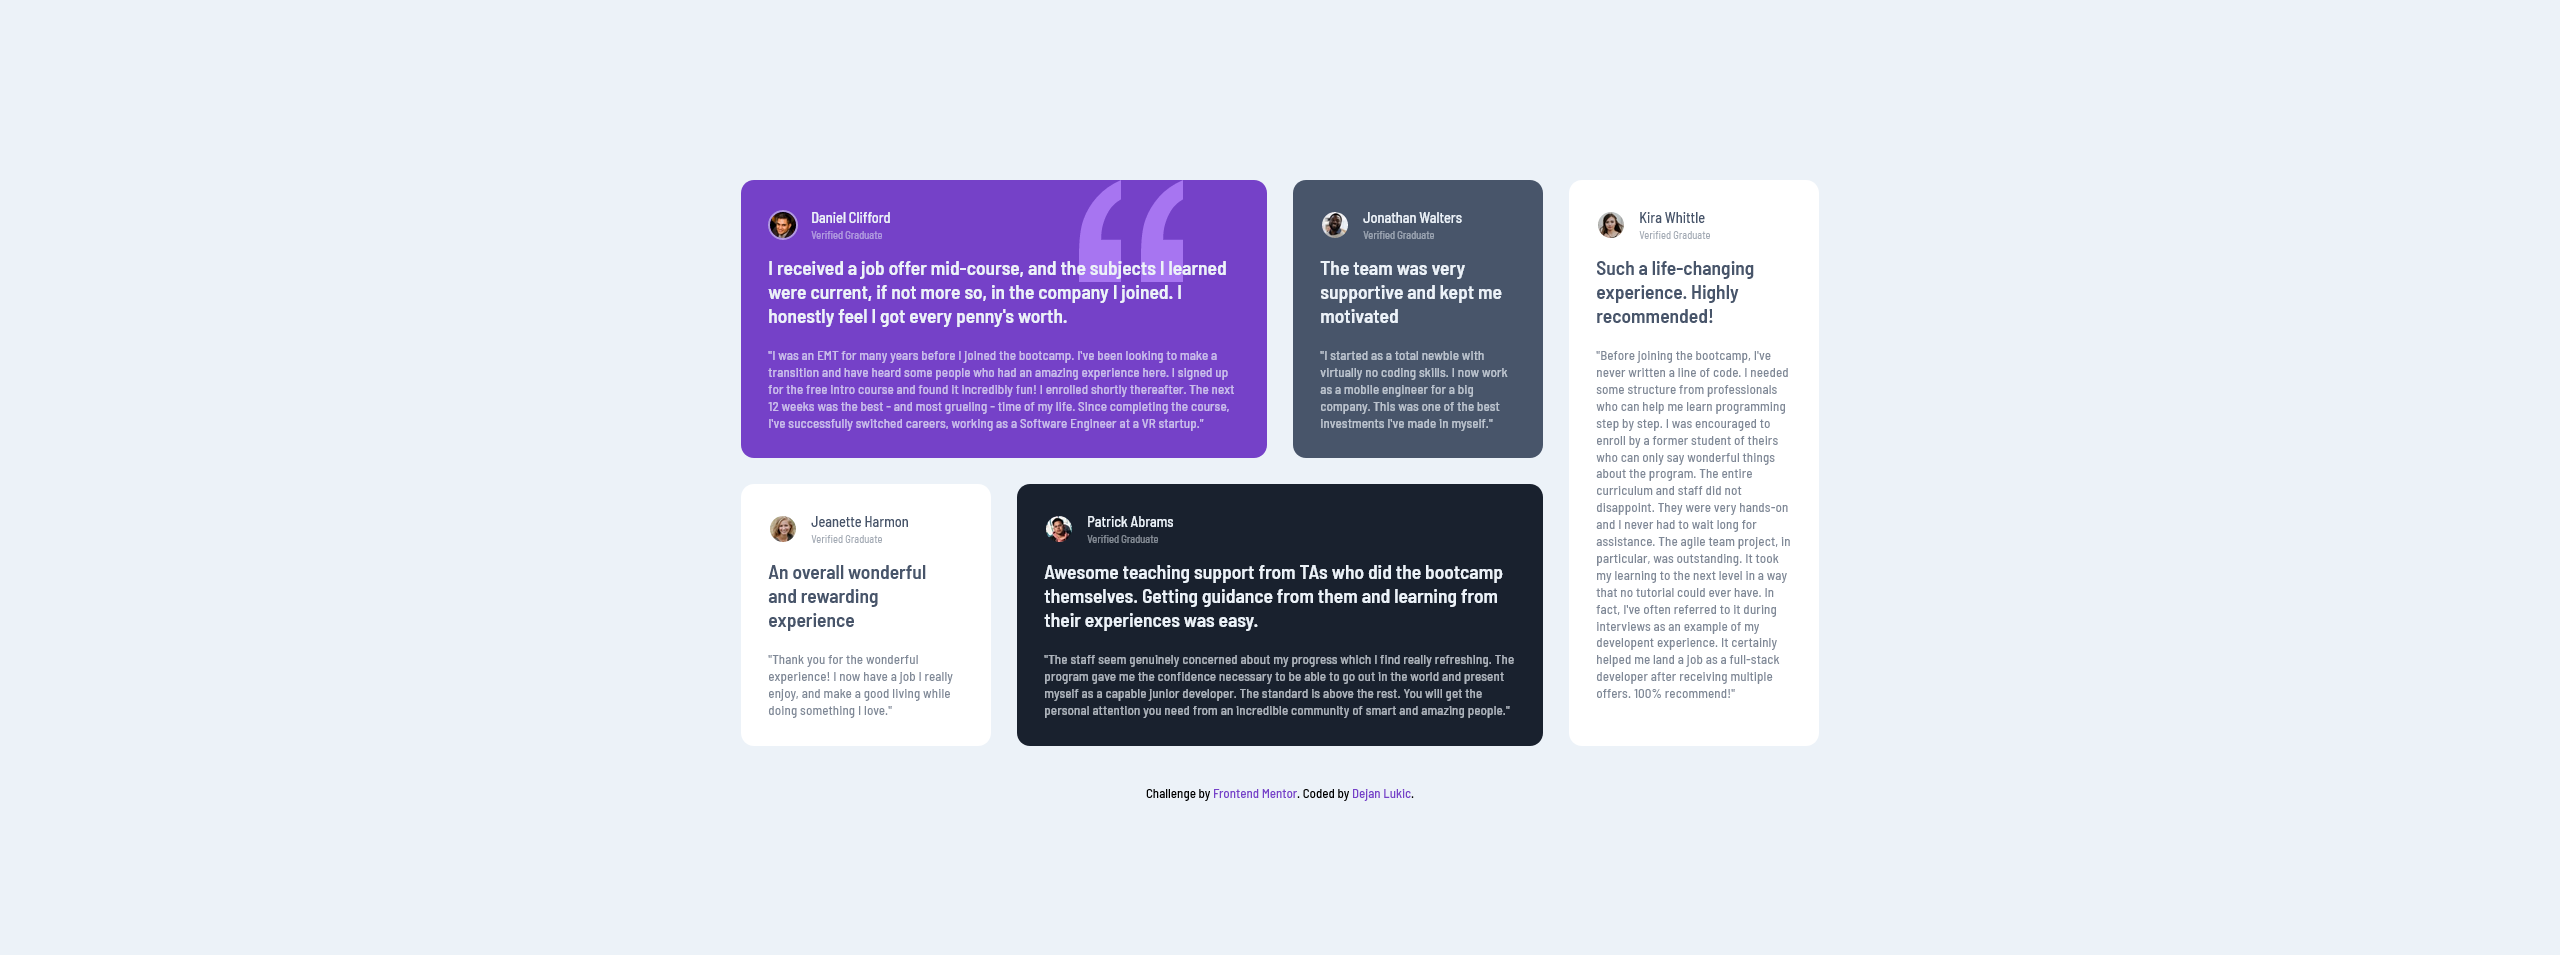 Daniel Clifford
Verified Graduate
I received a job offer mid-course, and the subjects I learned
were current, if not more so, in the company I joined. I
honestly feel I got every penny's worth.
"I was an EMT for many years before I joined the bootcamp. I've been looking to make a
transition and have heard some people who had an amazing experience here. I signed up
for the free intro course and found it incredibly fun! I enrolled shortly thereafter. The next
12 weeks was the best - and most grueling - time of my life. Since completing the course,
I've successfully switched careers, working as a Software Engineer at a VR startup."
Jonathan Walters
Verified Graduate
The team was very
supportive and kept me
motivated
"I started as a total newbie with
virtually no coding skills. I now work
as a mobile engineer for a big
company. This was one of the best
investments I've made in myself."
Kira Whittle
Verified Graduate
Such a life-changing
experience. Highly
recommended!
"Before joining the bootcamp, I've
never written a line of code. I needed
some structure from professionals
who can help me learn programming
step by step. I was encouraged to
enroll by a former student of theirs
who can only say wonderful things
about the program. The entire
curriculum and staff did not
disappoint. They were very hands-on
and I never had to wait long for
assistance. The agile team project, in
particular, was outstanding. It took
my learning to the next level in a way
that no tutorial could ever have. In
fact, I've often referred to it during
interviews as an example of my
developent experience. It certainly
helped me land a job as a full-stack
developer after receiving multiple
offers. 100% recommend!"
Jeanette Harmon
Verified Graduate
An overall wonderful
and rewarding
experience
"Thank you for the wonderful
experience! I now have a job I really
enjoy, and make a good living while
doing something I love."
Patrick Abrams
Verified Graduate
Awesome teaching support from TAs who did the bootcamp
themselves. Getting guidance from them and learning from
their experiences was easy.
"The staff seem genuinely concerned about my progress which I find really refreshing. The
program gave me the confidence necessary to be able to go out in the world and present
myself as a capable junior developer. The standard is above the rest. You will get the
personal attention you need from an incredible community of smart and amazing people."
Challenge by Frontend Mentor. Coded by Dejan Lukic.